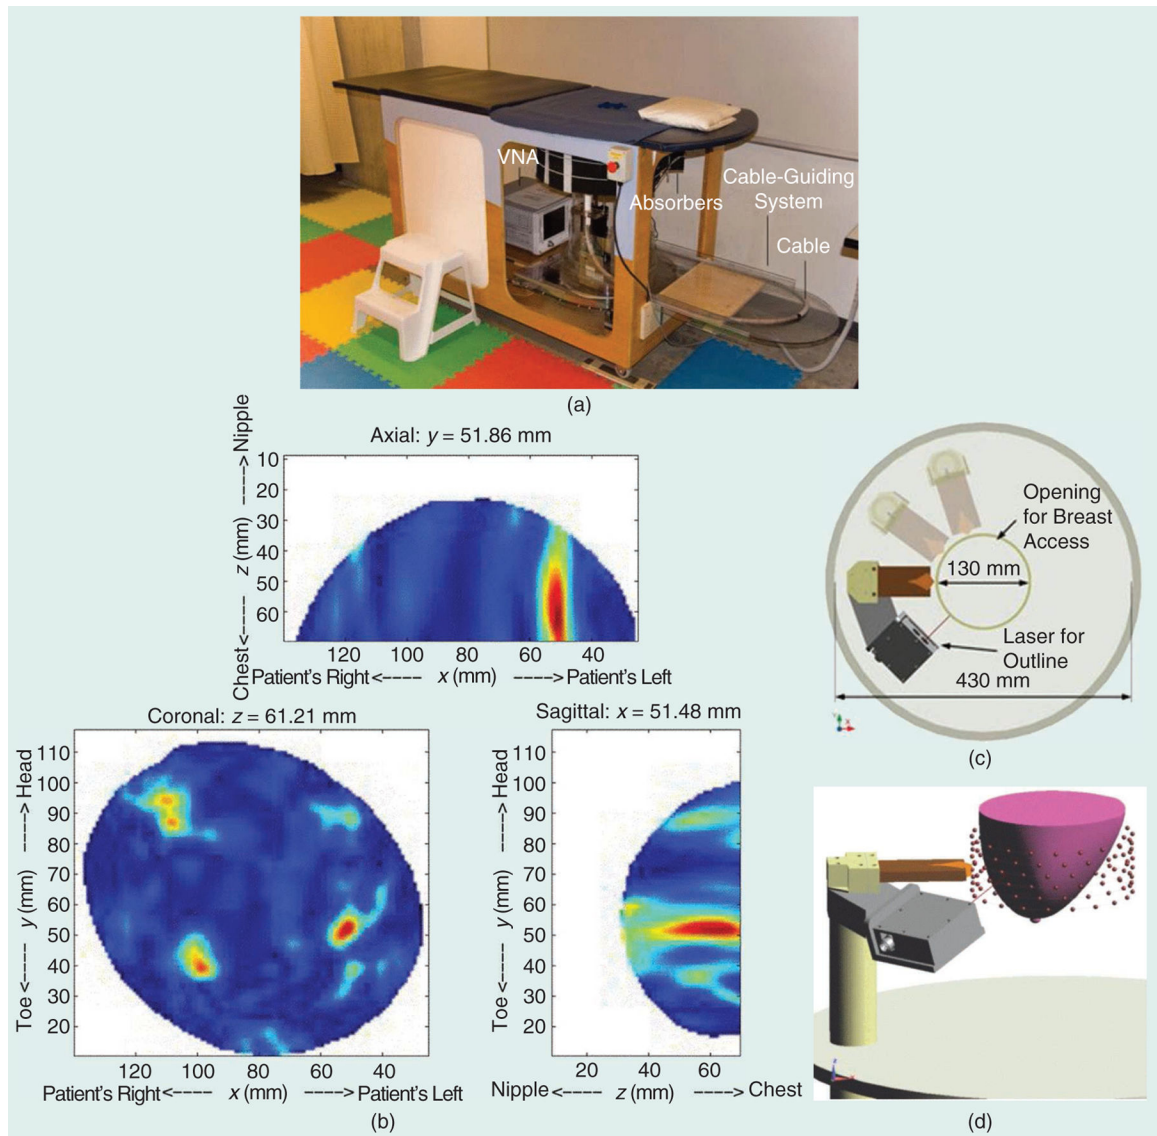 VNA
Absorbers
Cable-Guiding
System
Cable
(a)
Axial: y = 51.86 mm
Chest <---- z (mm) ----> Nipple
10
20
30
40
50
60
120 100 80 60 40
Patient's Right <---- x (mm) ----> Patient's Left
Coronal: z = 61.21 mm
Toe <---- y (mm) ----> Head
110
100
90
80
70
60
50
40
30
20
120 100 80 60 40
Patient's Right <---- x (mm) ----> Patient's Left
Sagittal: x = 51.48 mm
Toe <---- y (mm) ----> Head
110
100
90
80
70
60
50
40
30
20
20 40 60
Nipple <---- z (mm) ----> Chest
(b)
Opening
for Breast
Access
130 mm
Laser for
Outline
430 mm
(c)
(d)